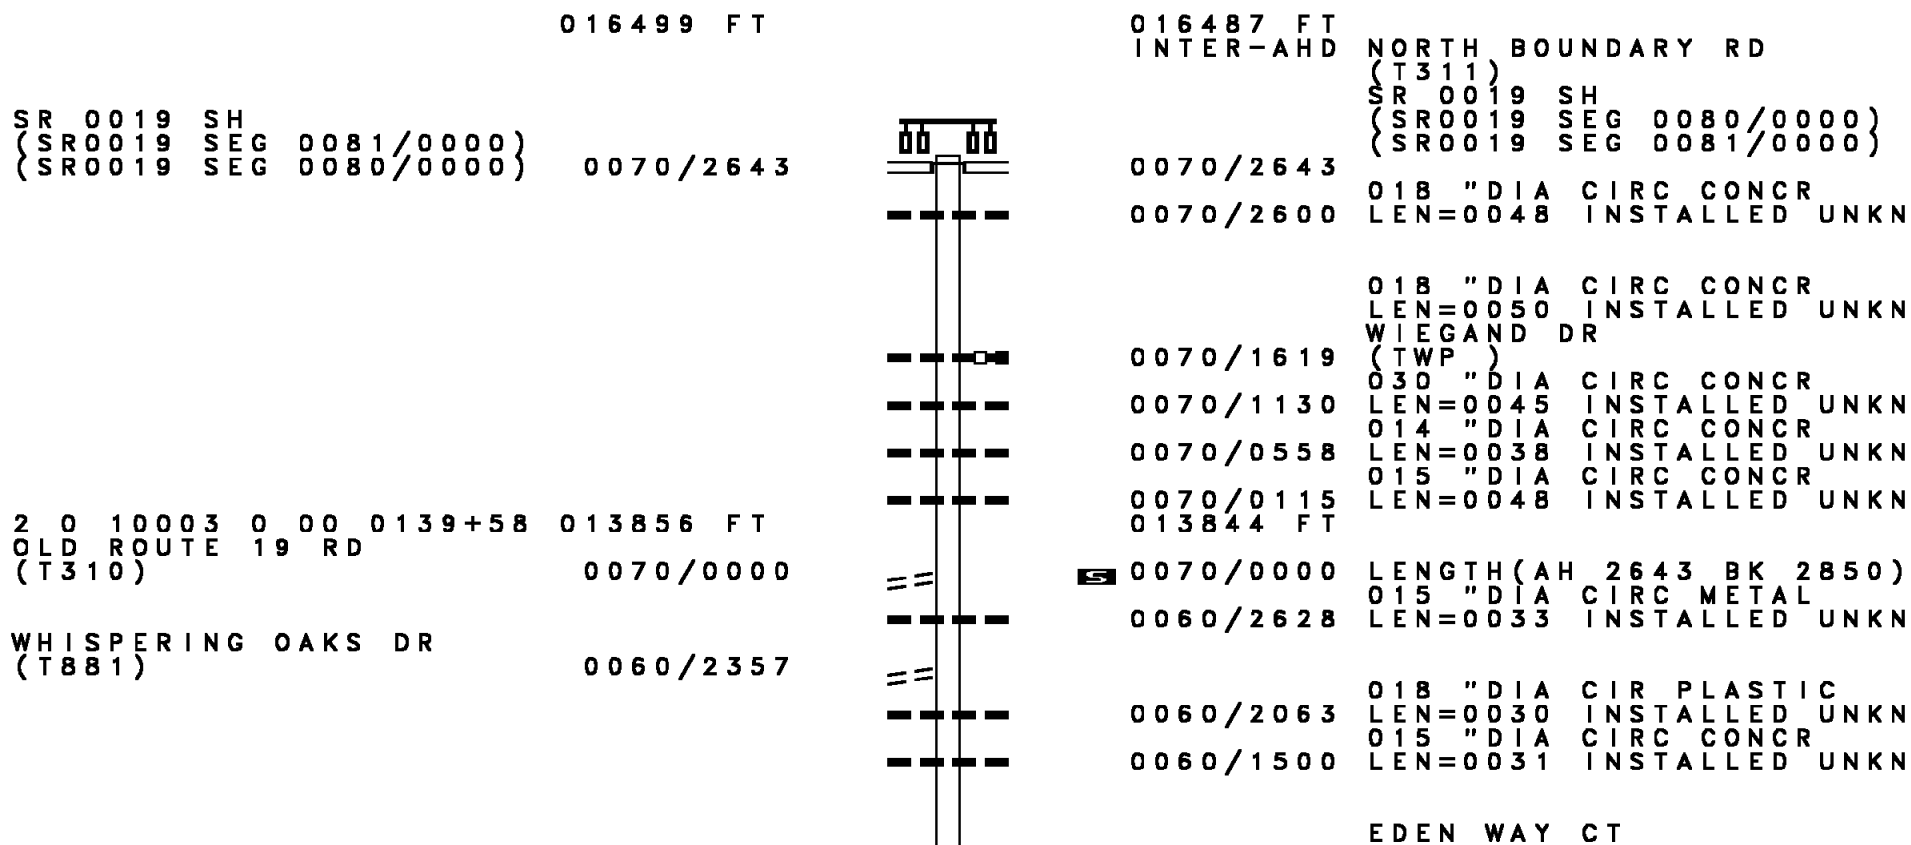 016499 FT 016487 FT
INTER-AHD NORTH BOUNDARY RD
(T311)
SR 0019 SH
SR 0019 SH (SR0019 SEG 0080/0000)
(SR0019 SEG 0081/0000) (SR0019 SEG 0081/0000)
(SR0019 SEG 0080/0000) 0070/2643 0070/2643
018 "DIA CIRC CONCR
0070/2600 LEN=0048 INSTALLED UNKN
018 "DIA CIRC CONCR
LEN=0050 INSTALLED UNKN
WIEGAND DR
0070/1619 (TWP )
030 "DIA CIRC CONCR
0070/1130 LEN=0045 INSTALLED UNKN
014 "DIA CIRC CONCR
0070/0558 LEN=0038 INSTALLED UNKN
015 "DIA CIRC CONCR
0070/0115 LEN=0048 INSTALLED UNKN
2 0 10003 0 00 0139+58 013856 FT 013844 FT
OLD ROUTE 19 RD
(T310) 0070/0000 S 0070/0000 LENGTH(AH 2643 BK 2850)
015 "DIA CIRC METAL
0060/2628 LEN=0033 INSTALLED UNKN
WHISPERING OAKS DR
(T881) 0060/2357
018 "DIA CIR PLASTIC
0060/2063 LEN=0030 INSTALLED UNKN
015 "DIA CIRC CONCR
0060/1500 LEN=0031 INSTALLED UNKN
EDEN WAY CT